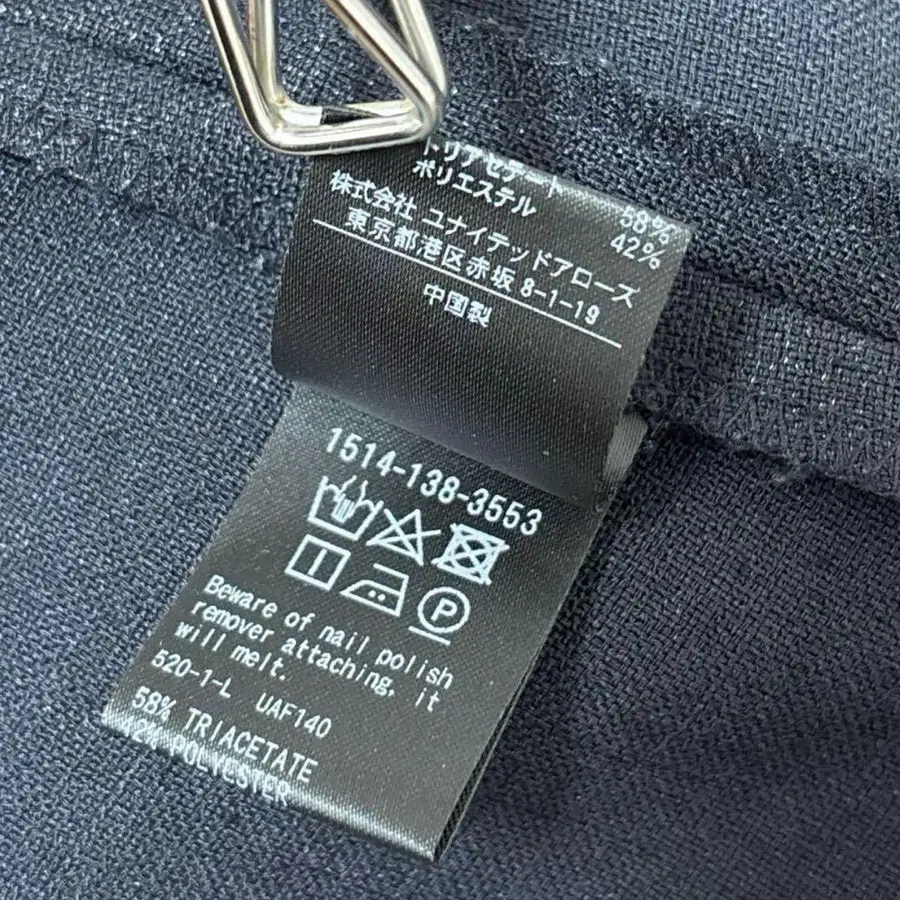 トリアセテート 58%
ポリエステル 42%
株式会社 ユナイテッドアローズ
東京都港区赤坂 8-1-19
中国製
1514-138-3553
P
Beware of nail polish
remover attaching, it
will melt.
520-1-L UAF140
58% TRIACETATE
42% POLYESTER